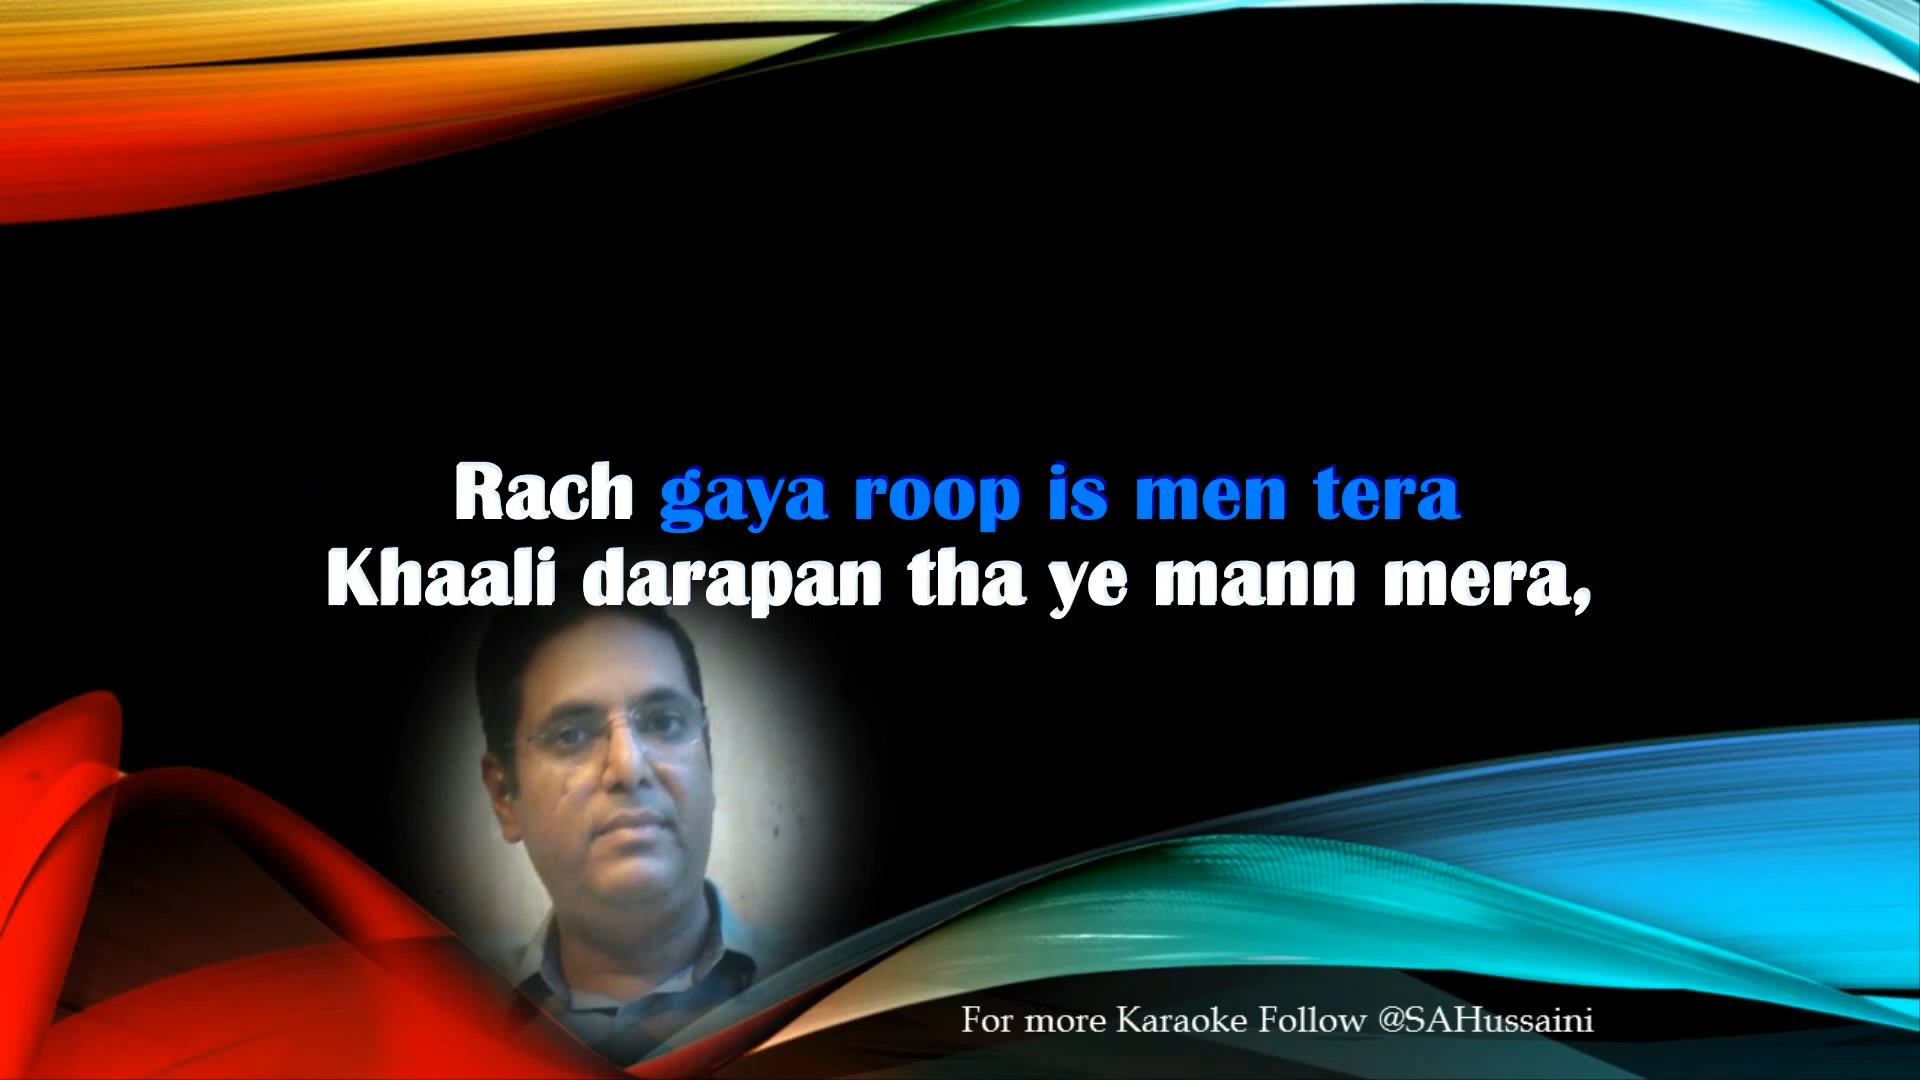 Rach gaya roop is men tera
Khaali darapan tha ye mann mera,
For more Karaoke Follow @SAHussaini